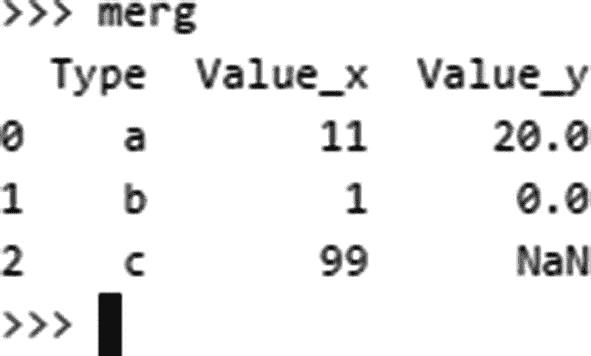 >>> merg
Type Value_x Value_y
0 a 11 20.0
1 b 1 0.0
2 c 99 NaN
>>>